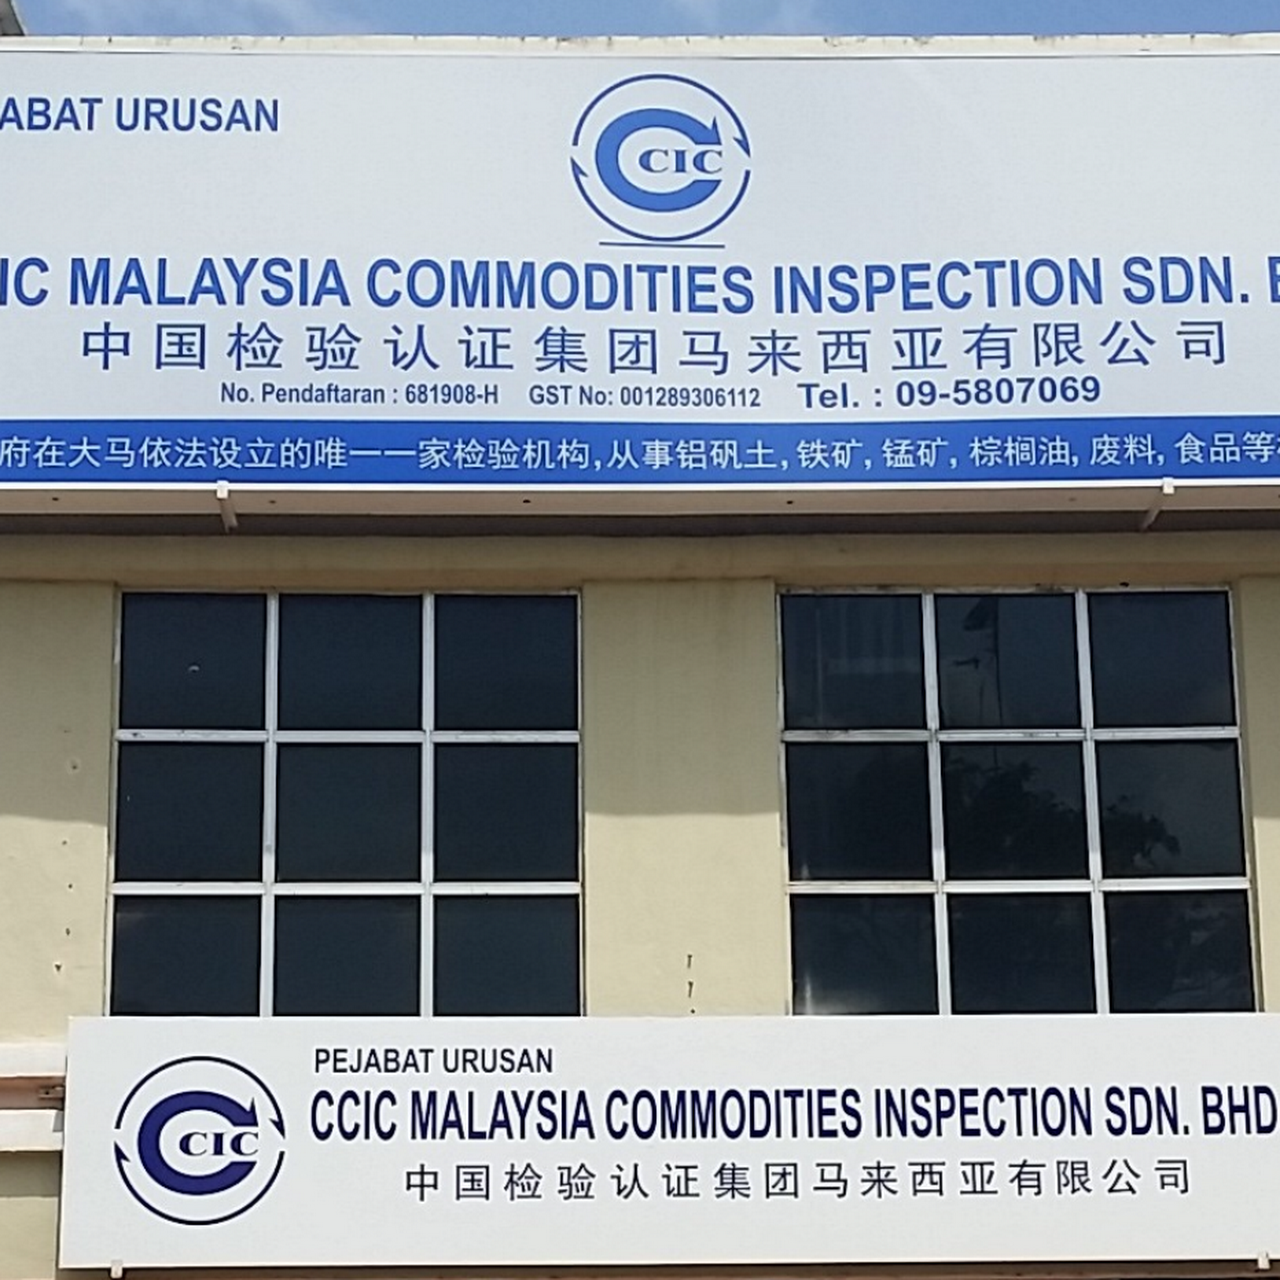 ABAT URUSAN
CIC
IC MALAYSIA COMMODITIES INSPECTION SDN.
中国检验认证集团马来西亚有限公司
No. Pendaftaran : 681908-H GST No: 001289306112 Tel. : 09-5807069
府在大马依法设立的唯一一家检验机构,从事铝矾土,铁矿,锰矿,棕榈油,废料,食品等
PEJABAT URUSAN
CIC
CCIC MALAYSIA COMMODITIES INSPECTION SDN. BHD
中国检验认证集团马来西亚有限公司